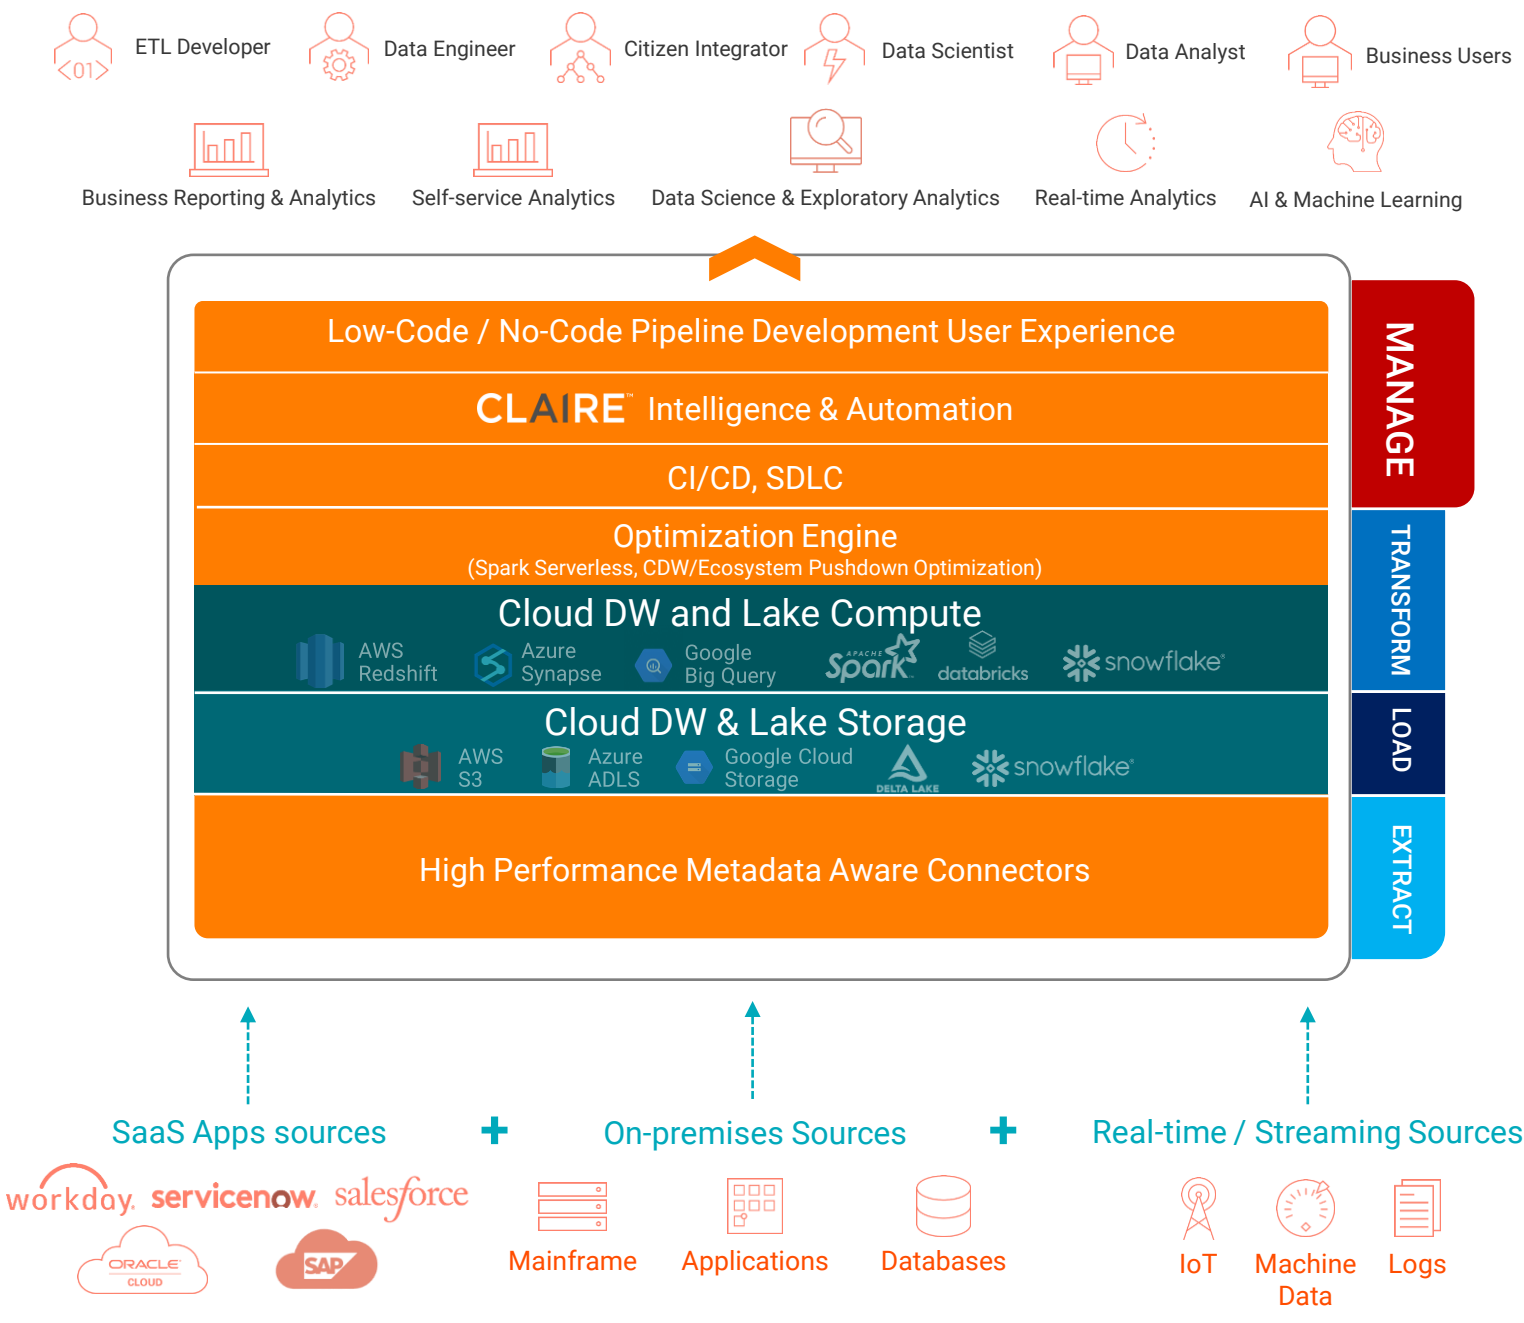 ETL Developer
Data Engineer
Citizen Integrator
Data Scientist
Data Analyst
Business Users
<01>
Business Reporting & Analytics
Self-service Analytics
Data Science & Exploratory Analytics
Real-time Analytics
AI & Machine Learning
Low-Code / No-Code Pipeline Development User Experience
CLAIRE™ Intelligence & Automation
CI/CD, SDLC
Optimization Engine
(Spark Serverless, CDW/Ecosystem Pushdown Optimization)
Cloud DW and Lake Compute
AWS
Redshift
Azure
Synapse
Google
Big Query
APACHE
Spark™
databricks
snowflake®
Cloud DW & Lake Storage
AWS
S3
Azure
ADLS
Google Cloud
Storage
DELTA LAKE
snowflake®
High Performance Metadata Aware Connectors
MANAGE
TRANSFORM
LOAD
EXTRACT
SaaS Apps sources
+
On-premises Sources
+
Real-time / Streaming Sources
workday.
servicenow.
salesforce
ORACLE®
CLOUD
SAP
Mainframe
Applications
Databases
IoT
Machine
Data
Logs